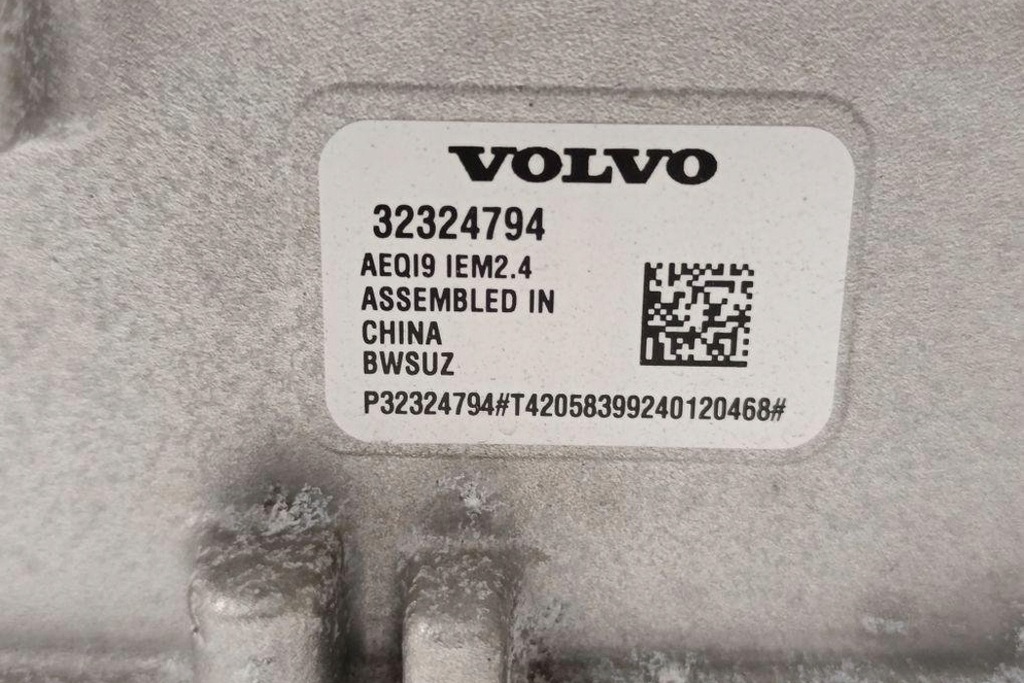 VOLVO
32324794
AEQI9 IEM2.4
ASSEMBLED IN
CHINA
BWSUZ
P32324794#T42058399240120468#